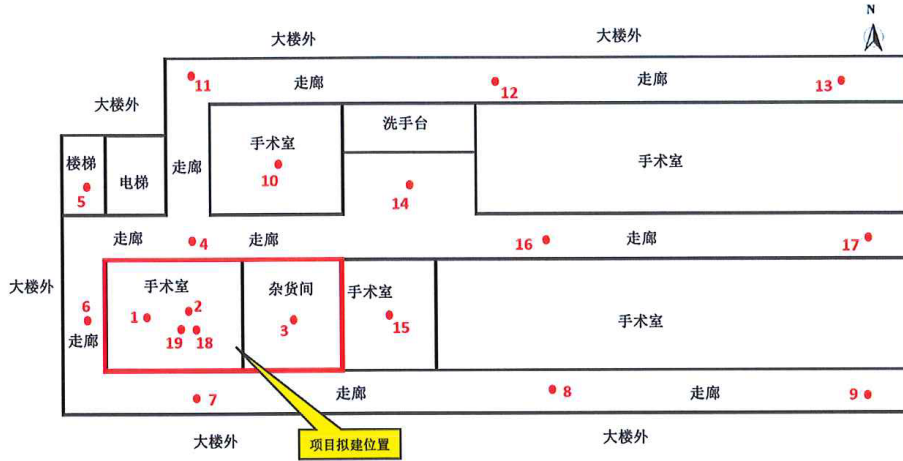 N
大楼外 大楼外
11 走廊 12 走廊 13
大楼外
洗手台
手术室
楼梯 走廊 10 手术室
电梯
5 14
走廊 4 走廊 16 走廊 17
大楼外
手术室 杂货间 手术室
6 1 2 3 15 手术室
走廊 19 18
7 走廊 8 走廊 9
大楼外 项目拟建位置 大楼外